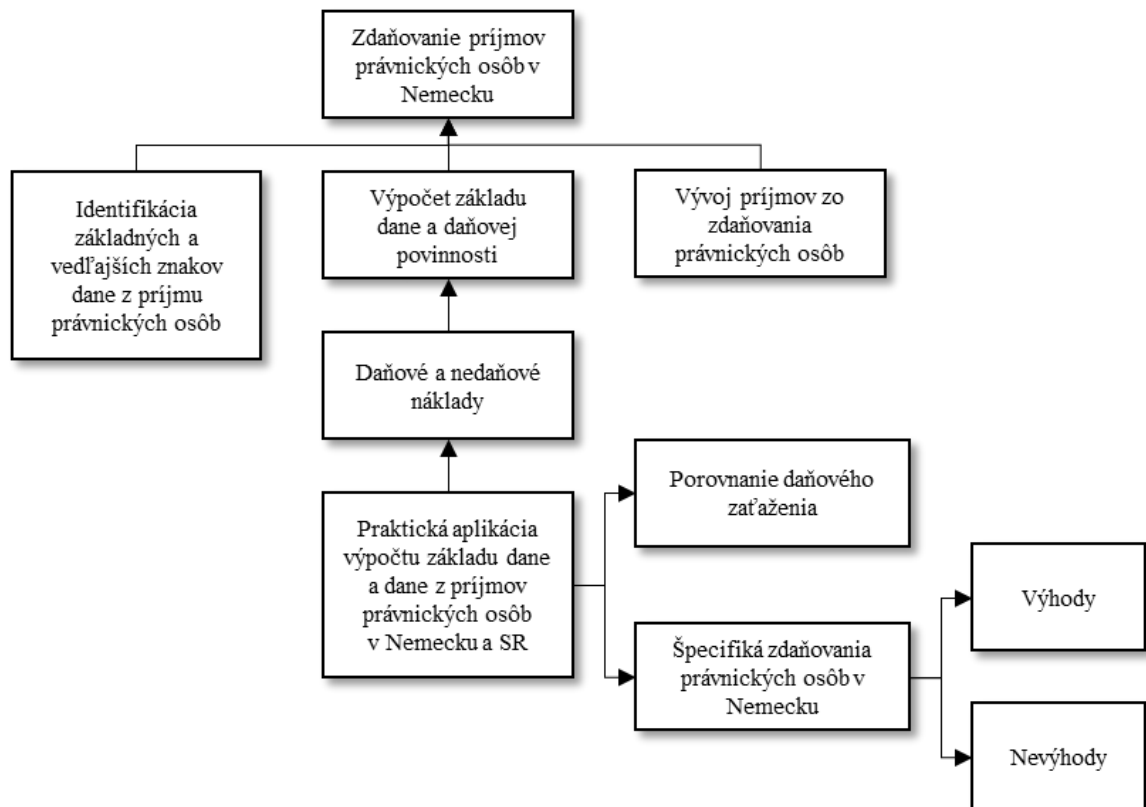 Zdaňovanie príjmov
právnických osôb v
Nemecku
Identifikácia
základných a
vedľajších znakov
dane z príjmu
právnických osôb
Výpočet základu
dane a daňovej
povinnosti
Vývoj príjmov zo
zdaňovania
právnických osôb
Daňové a nedaňové
náklady
Praktická aplikácia
výpočtu základu dane
a dane z príjmov
právnických osôb
v Nemecku a SR
Porovnanie daňového
zaťaženia
Špecifiká zdaňovania
právnických osôb v
Nemecku
Výhody
Nevýhody